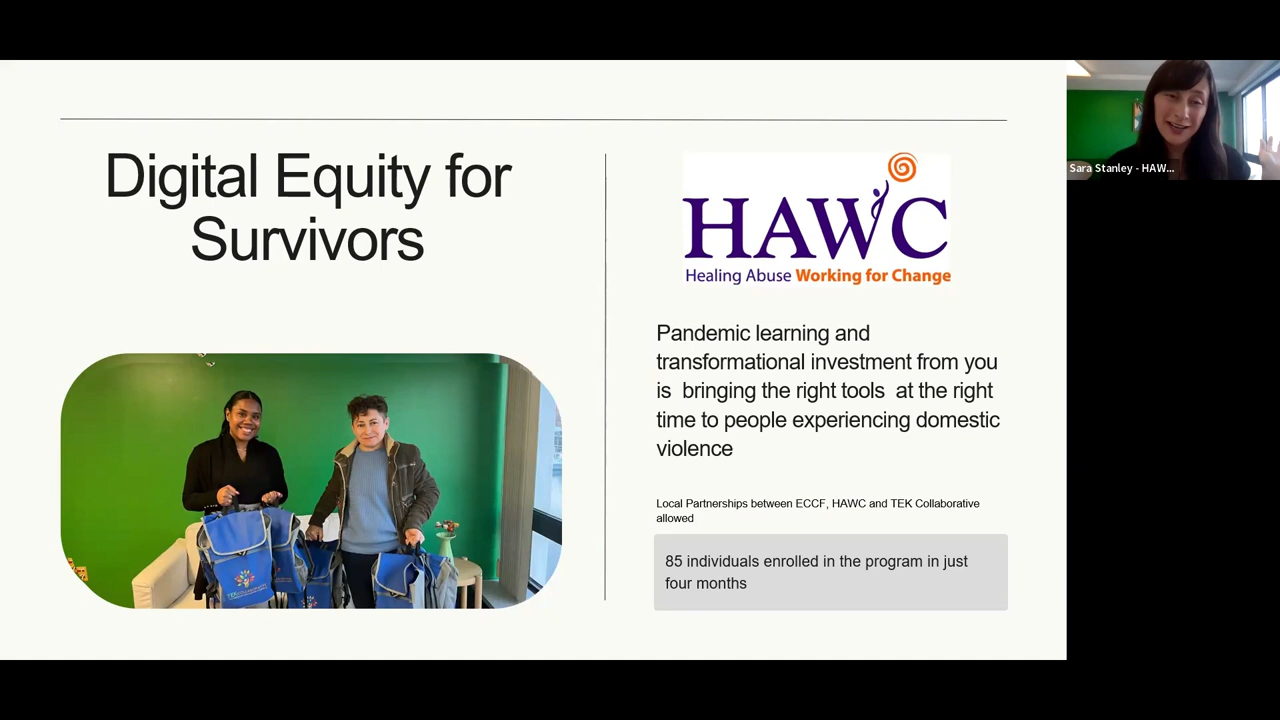 Digital Equity for
Survivors
HAWC
Healing Abuse Working for Change
Pandemic learning and
transformational investment from you
is  bringing the right tools  at the right
time to people experiencing domestic
violence
Local Partnerships between ECCF, HAWC and TEK Collaborative
allowed
85 individuals enrolled in the program in just
four months
Sara Stanley - HAW...